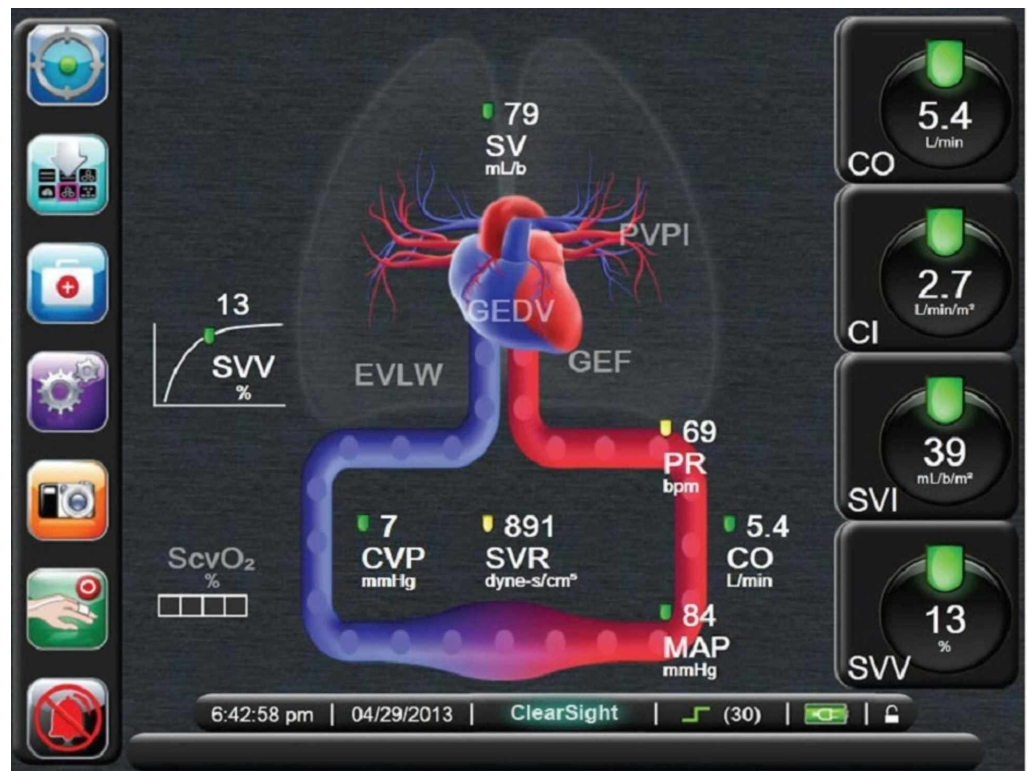 79
SV
mL/b
PVPI
GEDV
GEF
EVLW
13
SVV
%
69
PR
bpm
7
CVP
mmHg
891
SVR
dyne-s/cm⁵
5.4
CO
L/min
ScvO₂
%
84
MAP
mmHg
5.4
L/min
CO
2.7
L/min/m²
CI
39
mL/b/m²
SVI
13
%
SVV
6:42:58 pm | 04/29/2013 | ClearSight | (30) |